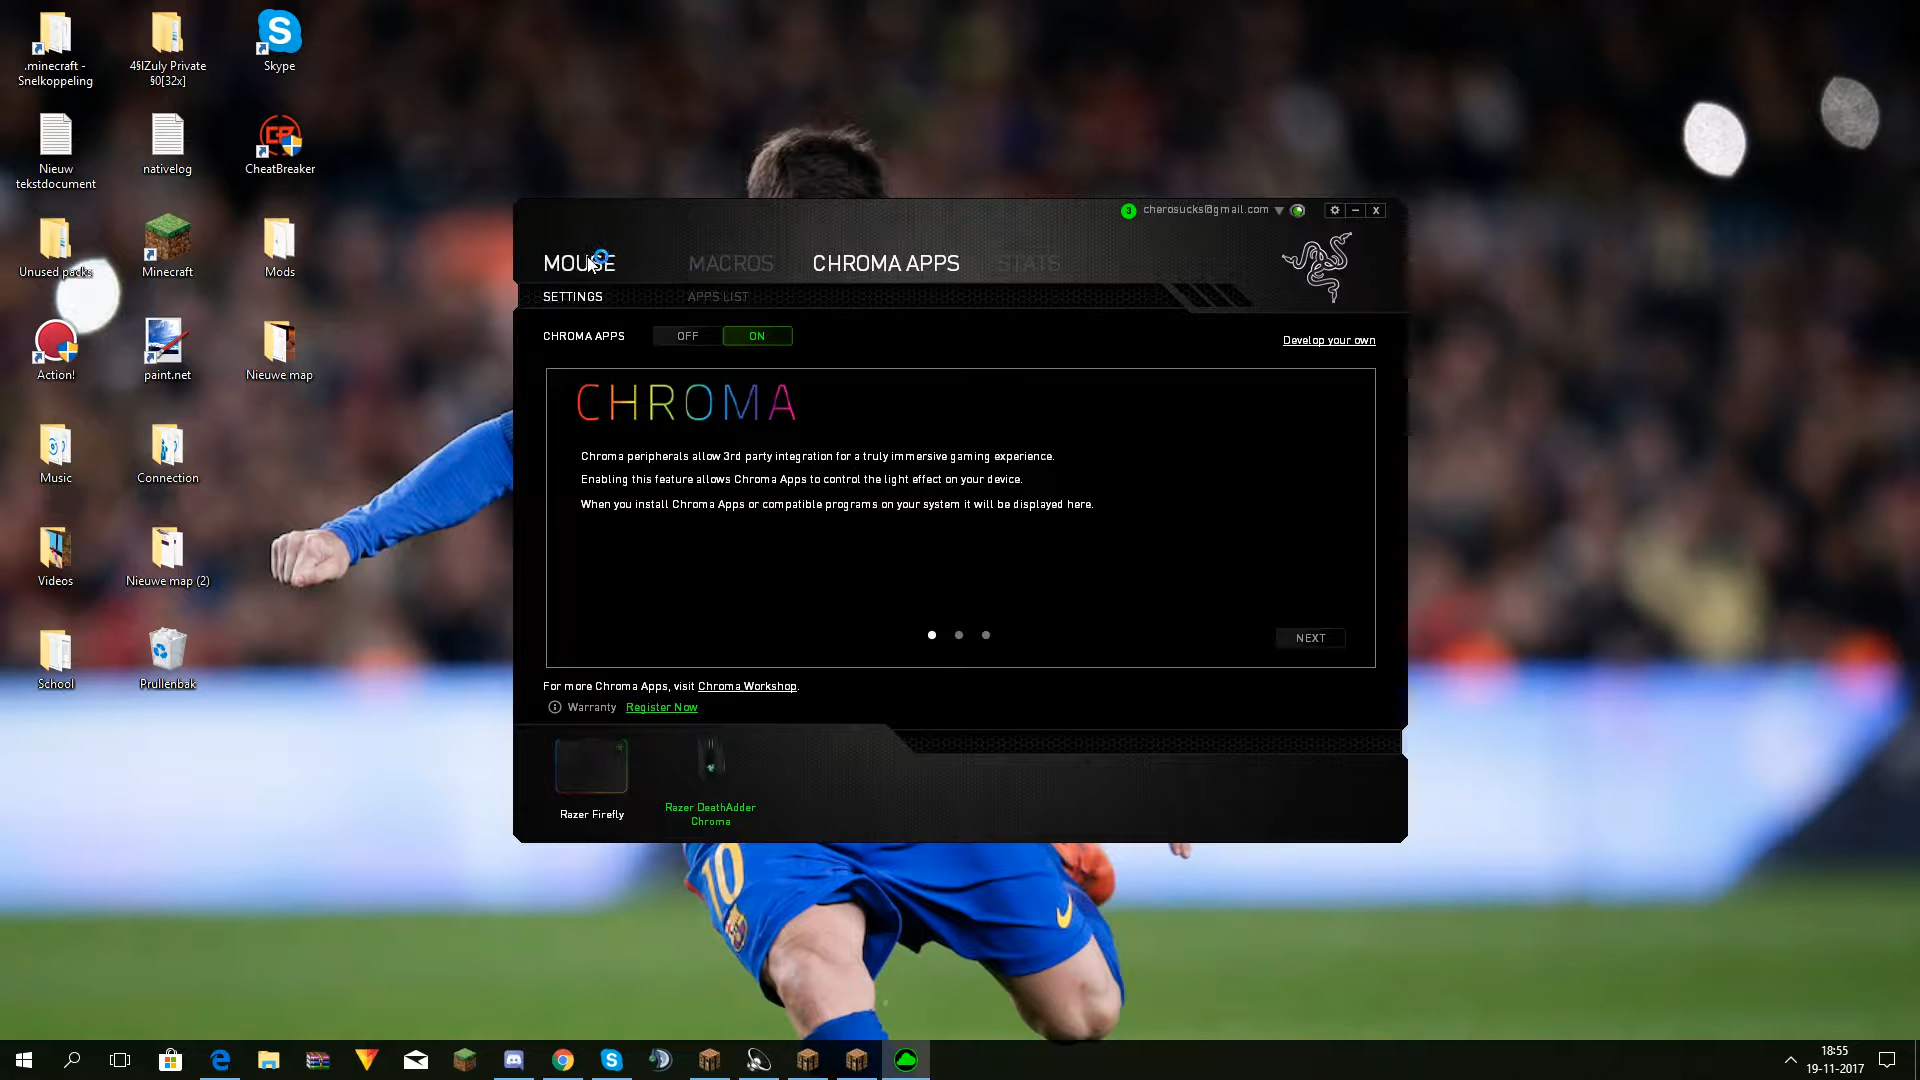 .minecraft -
Snelkoppeling
4§lZuly Private
§0[32x]
Skype
Nieuw
tekstdocument
nativelog
CheatBreaker
Unused packs
Minecraft
Mods
Action!
paint.net
Nieuwe map
Music
Connection
Videos
Nieuwe map (2)
School
Prullenbak
3 cherosucks@gmail.com
MOUSE MACROS CHROMA APPS STATS
SETTINGS APPS LIST
CHROMA APPS OFF ON
Develop your own
CHROMA
Chroma peripherals allow 3rd party integration for a truly immersive gaming experience.
Enabling this feature allows Chroma Apps to control the light effect on your device.
When you install Chroma Apps or compatible programs on your system it will be displayed here.
NEXT
For more Chroma Apps, visit Chroma Workshop.
Warranty Register Now
Razer Firefly
Razer DeathAdder
Chroma
10
18:55
19-11-2017